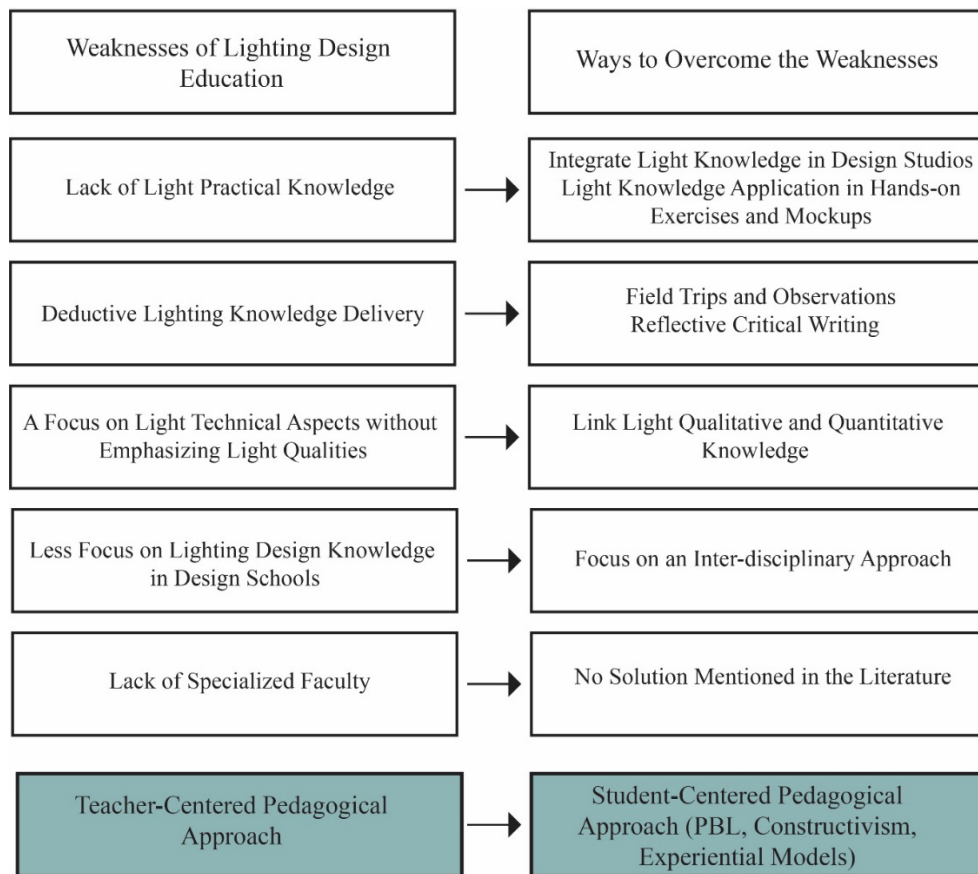 Weaknesses of Lighting Design
Education
Ways to Overcome the Weaknesses
Lack of Light Practical Knowledge
Integrate Light Knowledge in Design Studios
Light Knowledge Application in Hands-on
Exercises and Mockups
Deductive Lighting Knowledge Delivery
Field Trips and Observations
Reflective Critical Writing
A Focus on Light Technical Aspects without
Emphasizing Light Qualities
Link Light Qualitative and Quantitative
Knowledge
Less Focus on Lighting Design Knowledge
in Design Schools
Focus on an Inter-disciplinary Approach
Lack of Specialized Faculty
No Solution Mentioned in the Literature
Teacher-Centered Pedagogical
Approach
Student-Centered Pedagogical
Approach (PBL, Constructivism,
Experiential Models)